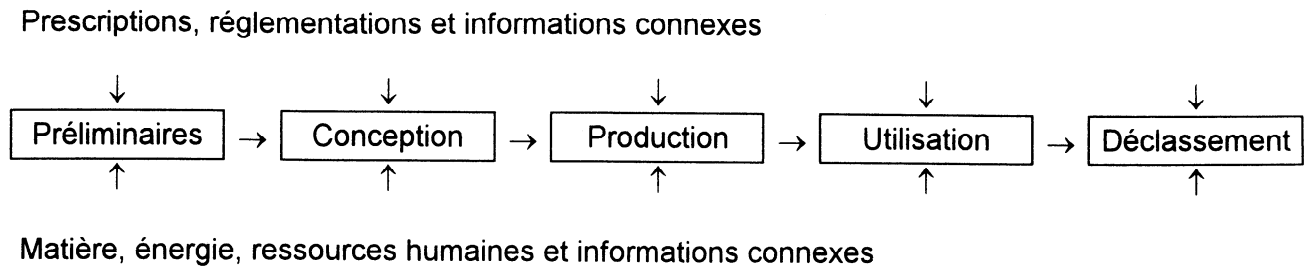 Prescriptions, réglementations et informations connexes
Préliminaires → Conception → Production → Utilisation → Déclassement
Matière, énergie, ressources humaines et informations connexes